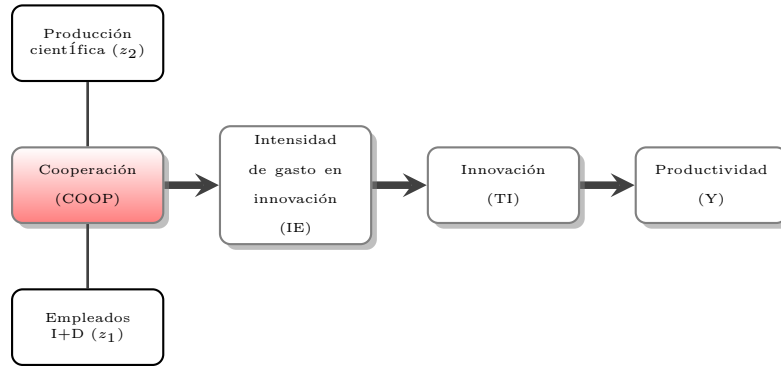 Producción
científica (z₂)
Cooperación
(COOP)
Intensidad
de gasto en
innovación
(IE)
Innovación
(TI)
Productividad
(Y)
Empleados
I+D (z₁)